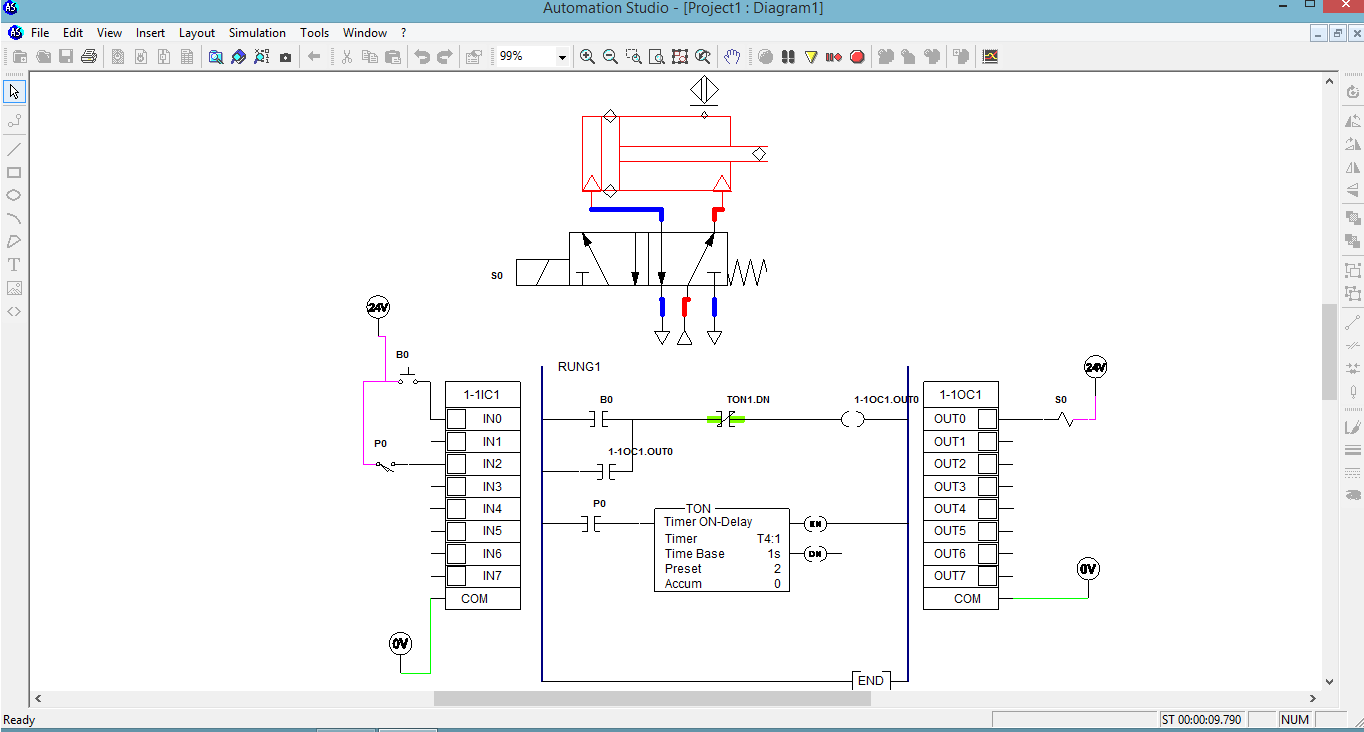 Automation Studio - [Project1 : Diagram1]
AS File Edit View Insert Layout Simulation Tools Window ?
99%
S0
24V
B0
P0
1-1IC1
IN0
IN1
IN2
IN3
IN4
IN5
IN6
IN7
COM
0V
RUNG1
B0 TON1.DN 1-1OC1.OUT0
1-1OC1.OUT0
P0
TON
Timer ON-Delay
Timer T4:1
Time Base 1s
Preset 2
Accum 0
EN
DN
END
1-1OC1
OUT0
OUT1
OUT2
OUT3
OUT4
OUT5
OUT6
OUT7
COM
S0
24V
0V
Ready ST 00:00:09.790 NUM